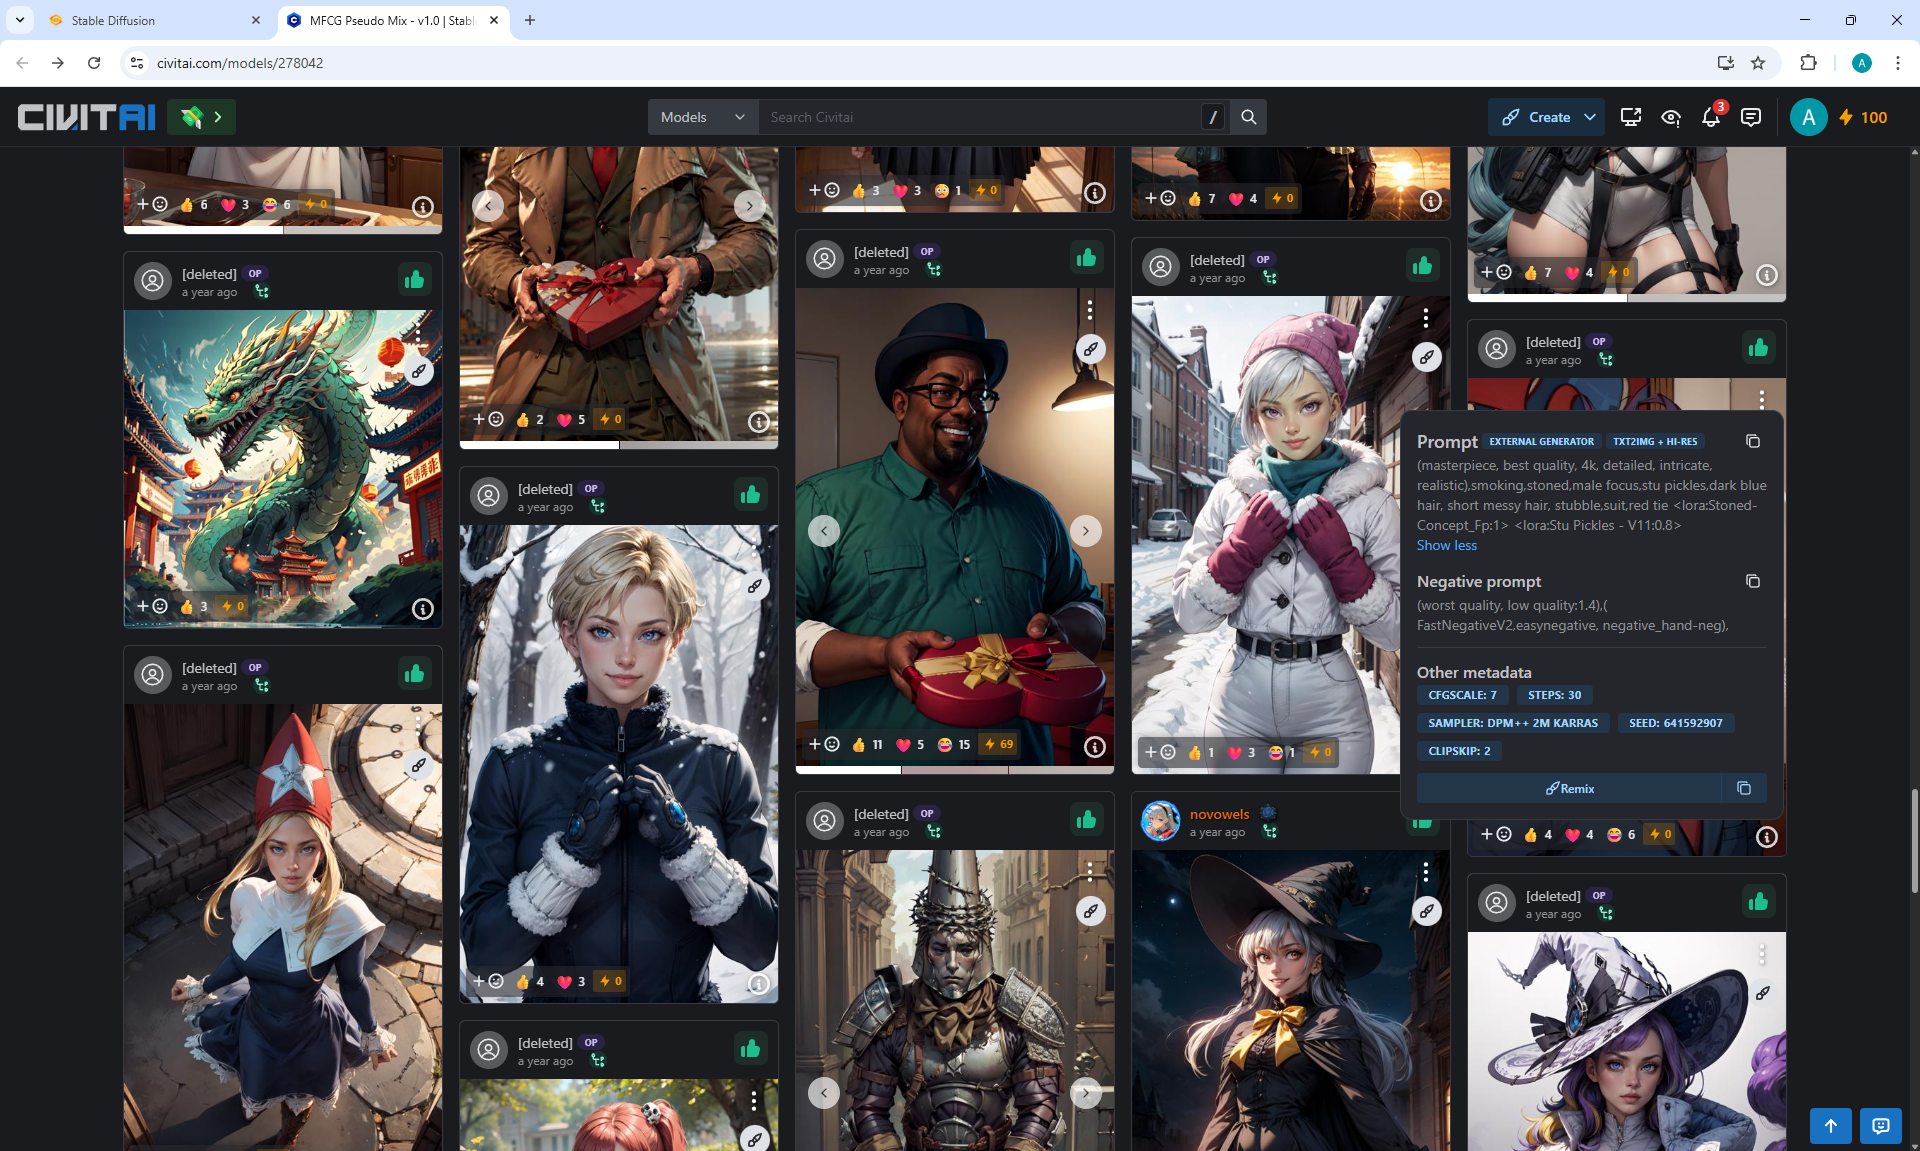 Stable Diffusion
MFCG Pseudo Mix - v1.0 | Stabl
civitai.com/models/278042
A
CIVITAI
Models
Search Civitai
/
Create
3
A
100
6 3 6 0
[deleted] OP
a year ago
3 0
[deleted] OP
a year ago
2 5 0
[deleted] OP
a year ago
4 3 0
[deleted] OP
a year ago
3 3 1 0
[deleted] OP
a year ago
11 5 15 69
[deleted] OP
a year ago
7 4 0
[deleted] OP
a year ago
1 3 1 0
novowels
a year ago
7 4 0
[deleted] OP
a year ago
Prompt EXTERNAL GENERATOR TXT2IMG + HI-RES
(masterpiece, best quality, 4k, detailed, intricate,
realistic),smoking,stoned,male focus,stu pickles,dark blue
hair, short messy hair, stubble,suit,red tie <lora:Stoned-
Concept_Fp:1> <lora:Stu Pickles - V11:0.8>
Show less
Negative prompt
(worst quality, low quality:1.4),(
FastNegativeV2,easynegative, negative_hand-neg),
Other metadata
CFGSCALE: 7 STEPS: 30
SAMPLER: DPM++ 2M KARRAS SEED: 641592907
CLIPSKIP: 2
Remix
4 4 6 0
[deleted] OP
a year ago